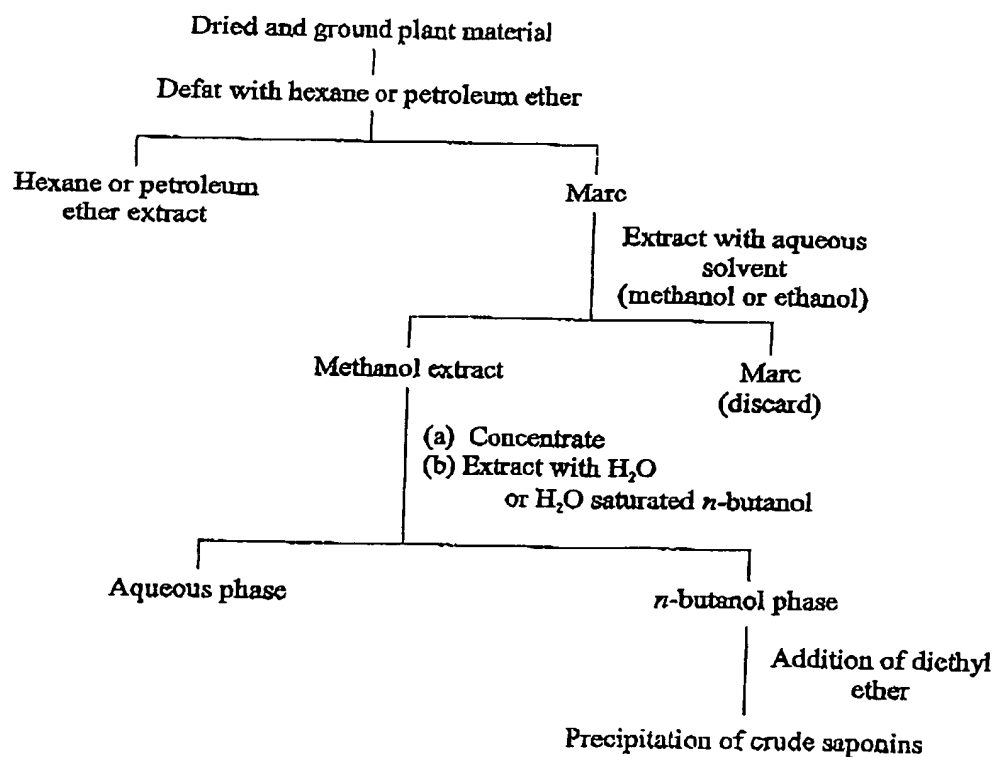 Dried and ground plant material
Defat with hexane or petroleum ether
Hexane or petroleum
ether extract
Marc
Extract with aqueous
solvent
(methanol or ethanol)
Methanol extract
Marc
(discard)
(a) Concentrate
(b) Extract with H₂O
or H₂O saturated n-butanol
Aqueous phase
n-butanol phase
Addition of diethyl
ether
Precipitation of crude saponins